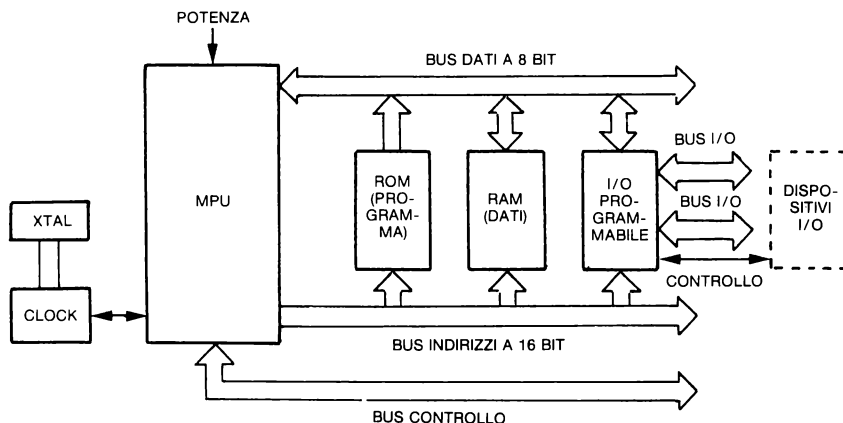 POTENZA
BUS DATI A 8 BIT
MPU
ROM
(PRO-
GRAM-
MA)
RAM
(DATI)
I/O
PRO-
GRAM-
MABILE
BUS I/O
BUS I/O
DISPO-
SITIVI
I/O
CONTROLLO
XTAL
CLOCK
BUS INDIRIZZI A 16 BIT
BUS CONTROLLO